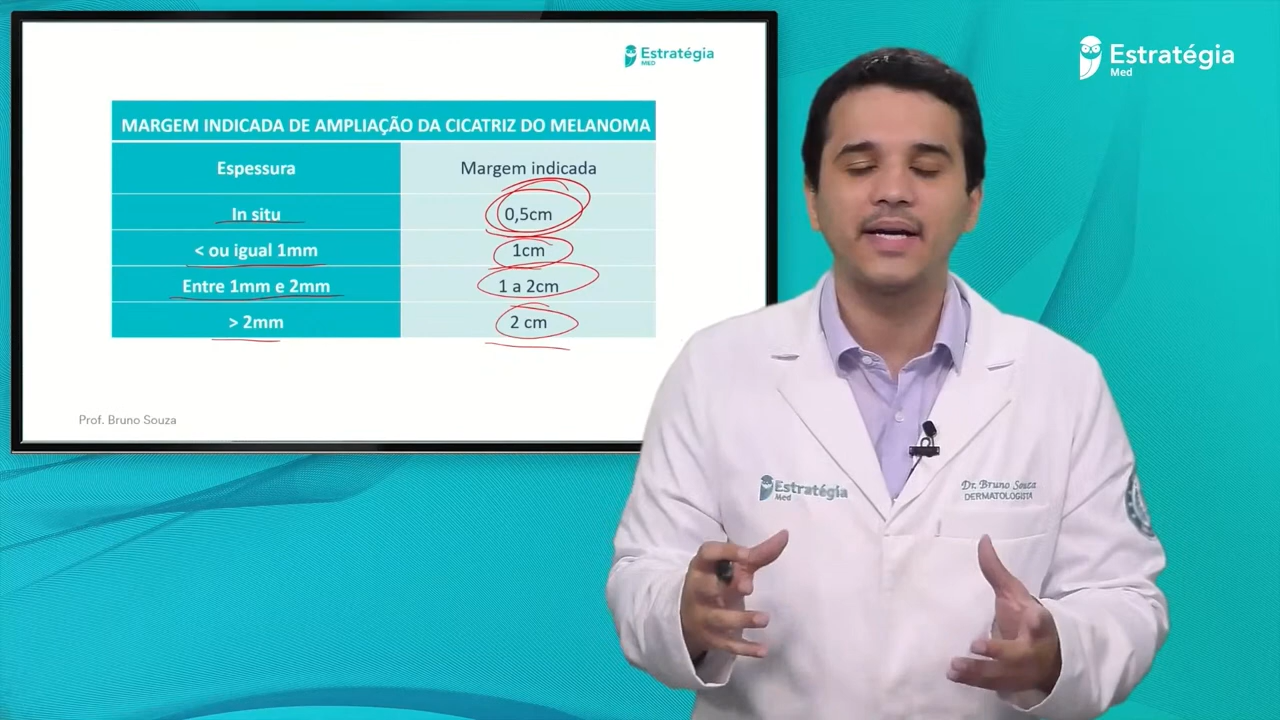 Estratégia
MED
MARGEM INDICADA DE AMPLIAÇÃO DA CICATRIZ DO MELANOMA
Espessura
Margem indicada
In situ
0,5cm
< ou igual 1mm
1cm
Entre 1mm e 2mm
1 a 2cm
> 2mm
2 cm
Prof. Bruno Souza
Estratégia
Med
Estratégia
Med
Dr. Bruno Souza
DERMATOLOGISTA